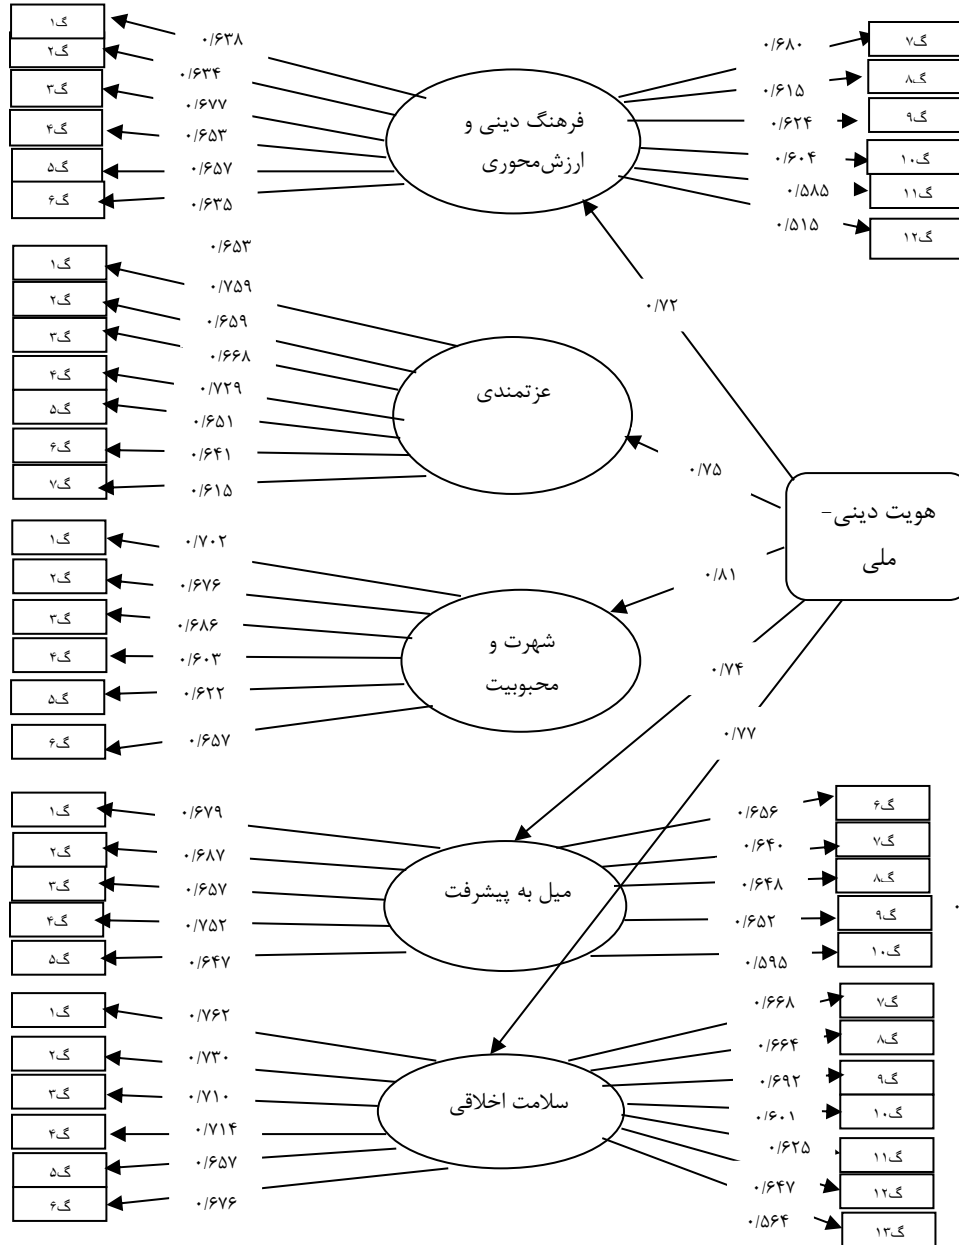 گ۱
۰/۶۳۸
گ۲
۰/۶۳۴
گ۳
۰/۶۷۷
گ۴
۰/۶۵۳
گ۵
۰/۶۵۷
گ۶
۰/۶۳۵
فرهنگ دینی و
ارزش‌محوری
۰/۶۸۰
گ۷
۰/۶۱۵
گ۸
۰/۶۲۴
گ۹
۰/۶۰۴
گ۱۰
۰/۵۸۵
گ۱۱
۰/۵۱۵
گ۱۲
۰/۶۵۳
گ۱
۰/۷۵۹
گ۲
۰/۶۵۹
گ۳
۰/۶۶۸
گ۴
۰/۷۲۹
گ۵
۰/۶۵۱
گ۶
۰/۶۴۱
گ۷
۰/۶۱۵
عزتمندی
۰/۷۲
۰/۷۵
هویت دینی-
ملی
۰/۸۱
۰/۷۴
۰/۷۷
گ۱
۰/۷۰۲
گ۲
۰/۶۷۶
گ۳
۰/۶۸۶
گ۴
۰/۶۰۳
گ۵
۰/۶۲۲
گ۶
۰/۶۵۷
شهرت و
محبوبیت
گ۱
۰/۶۷۹
گ۲
۰/۶۸۷
گ۳
۰/۶۵۷
گ۴
۰/۷۵۲
گ۵
۰/۶۴۷
میل به پیشرفت
۰/۶۵۶
گ۶
۰/۶۴۰
گ۷
۰/۶۴۸
گ۸
۰/۶۵۲
گ۹
۰/۵۹۵
گ۱۰
گ۱
۰/۷۶۲
گ۲
۰/۷۳۰
گ۳
۰/۷۱۰
گ۴
۰/۷۱۴
گ۵
۰/۶۵۷
گ۶
۰/۶۷۶
سلامت اخلاقی
۰/۶۶۸
گ۷
۰/۶۶۴
گ۸
۰/۶۹۲
گ۹
۰/۶۰۱
گ۱۰
۰/۶۲۵
گ۱۱
۰/۶۴۷
گ۱۲
۰/۵۶۴
گ۱۳